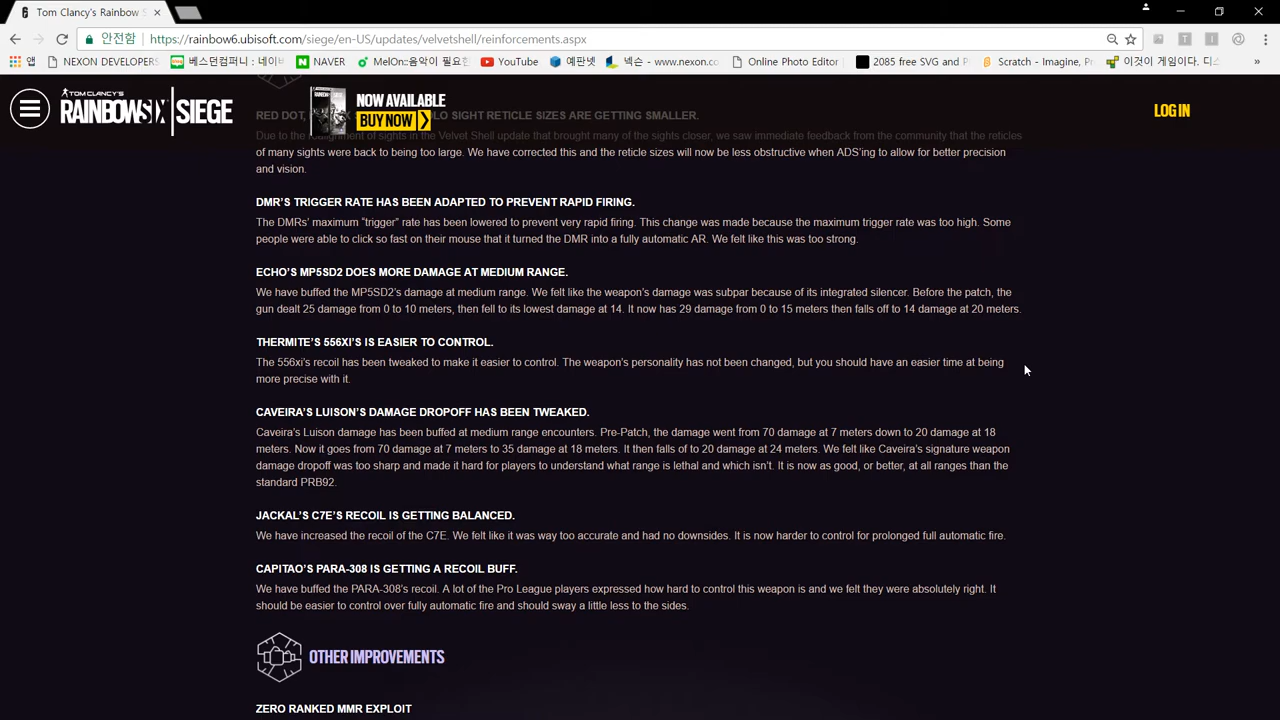 Tom Clancy's Rainbow S
안전함 https://rainbow6.ubisoft.com/siege/en-US/updates/velvetshell/reinforcements.aspx
앱 NEXON DEVELOPERS 베스던컴퍼니 : 네이버 NAVER MelOn::음악이 필요한 YouTube 예판넷 넥슨 - www.nexon.co Online Photo Editor 2085 free SVG and P Scratch - Imagine, Pr 이것이 게임이다. 디스
TOM CLANCY'S
RAINBOWSIX SIEGE
NOW AVAILABLE
BUY NOW
LOG IN
RED DOT, LO SIGHT RETICLE SIZES ARE GETTING SMALLER.
Due to the realignment of sights in the Velvet Shell update that brought many of the sights closer, we saw immediate feedback from the community that the reticles
of many sights were back to being too large. We have corrected this and the reticle sizes will now be less obstructive when ADS'ing to allow for better precision
and vision.
DMR'S TRIGGER RATE HAS BEEN ADAPTED TO PREVENT RAPID FIRING.
The DMRs' maximum "trigger" rate has been lowered to prevent very rapid firing. This change was made because the maximum trigger rate was too high. Some
people were able to click so fast on their mouse that it turned the DMR into a fully automatic AR. We felt like this was too strong.
ECHO'S MP5SD2 DOES MORE DAMAGE AT MEDIUM RANGE.
We have buffed the MP5SD2's damage at medium range. We felt like the weapon's damage was subpar because of its integrated silencer. Before the patch, the
gun dealt 25 damage from 0 to 10 meters, then fell to its lowest damage at 14. It now has 29 damage from 0 to 15 meters then falls off to 14 damage at 20 meters.
THERMITE'S 556XI'S IS EASIER TO CONTROL.
The 556xi's recoil has been tweaked to make it easier to control. The weapon's personality has not been changed, but you should have an easier time at being
more precise with it.
CAVEIRA'S LUISON'S DAMAGE DROPOFF HAS BEEN TWEAKED.
Caveira's Luison damage has been buffed at medium range encounters. Pre-Patch, the damage went from 70 damage at 7 meters down to 20 damage at 18
meters. Now it goes from 70 damage at 7 meters to 35 damage at 18 meters. It then falls of to 20 damage at 24 meters. We felt like Caveira's signature weapon
damage dropoff was too sharp and made it hard for players to understand what range is lethal and which isn't. It is now as good, or better, at all ranges than the
standard PRB92.
JACKAL'S C7E'S RECOIL IS GETTING BALANCED.
We have increased the recoil of the C7E. We felt like it was way too accurate and had no downsides. It is now harder to control for prolonged full automatic fire.
CAPITAO'S PARA-308 IS GETTING A RECOIL BUFF.
We have buffed the PARA-308's recoil. A lot of the Pro League players expressed how hard to control this weapon is and we felt they were absolutely right. It
should be easier to control over fully automatic fire and should sway a little less to the sides.
OTHER IMPROVEMENTS
ZERO RANKED MMR EXPLOIT